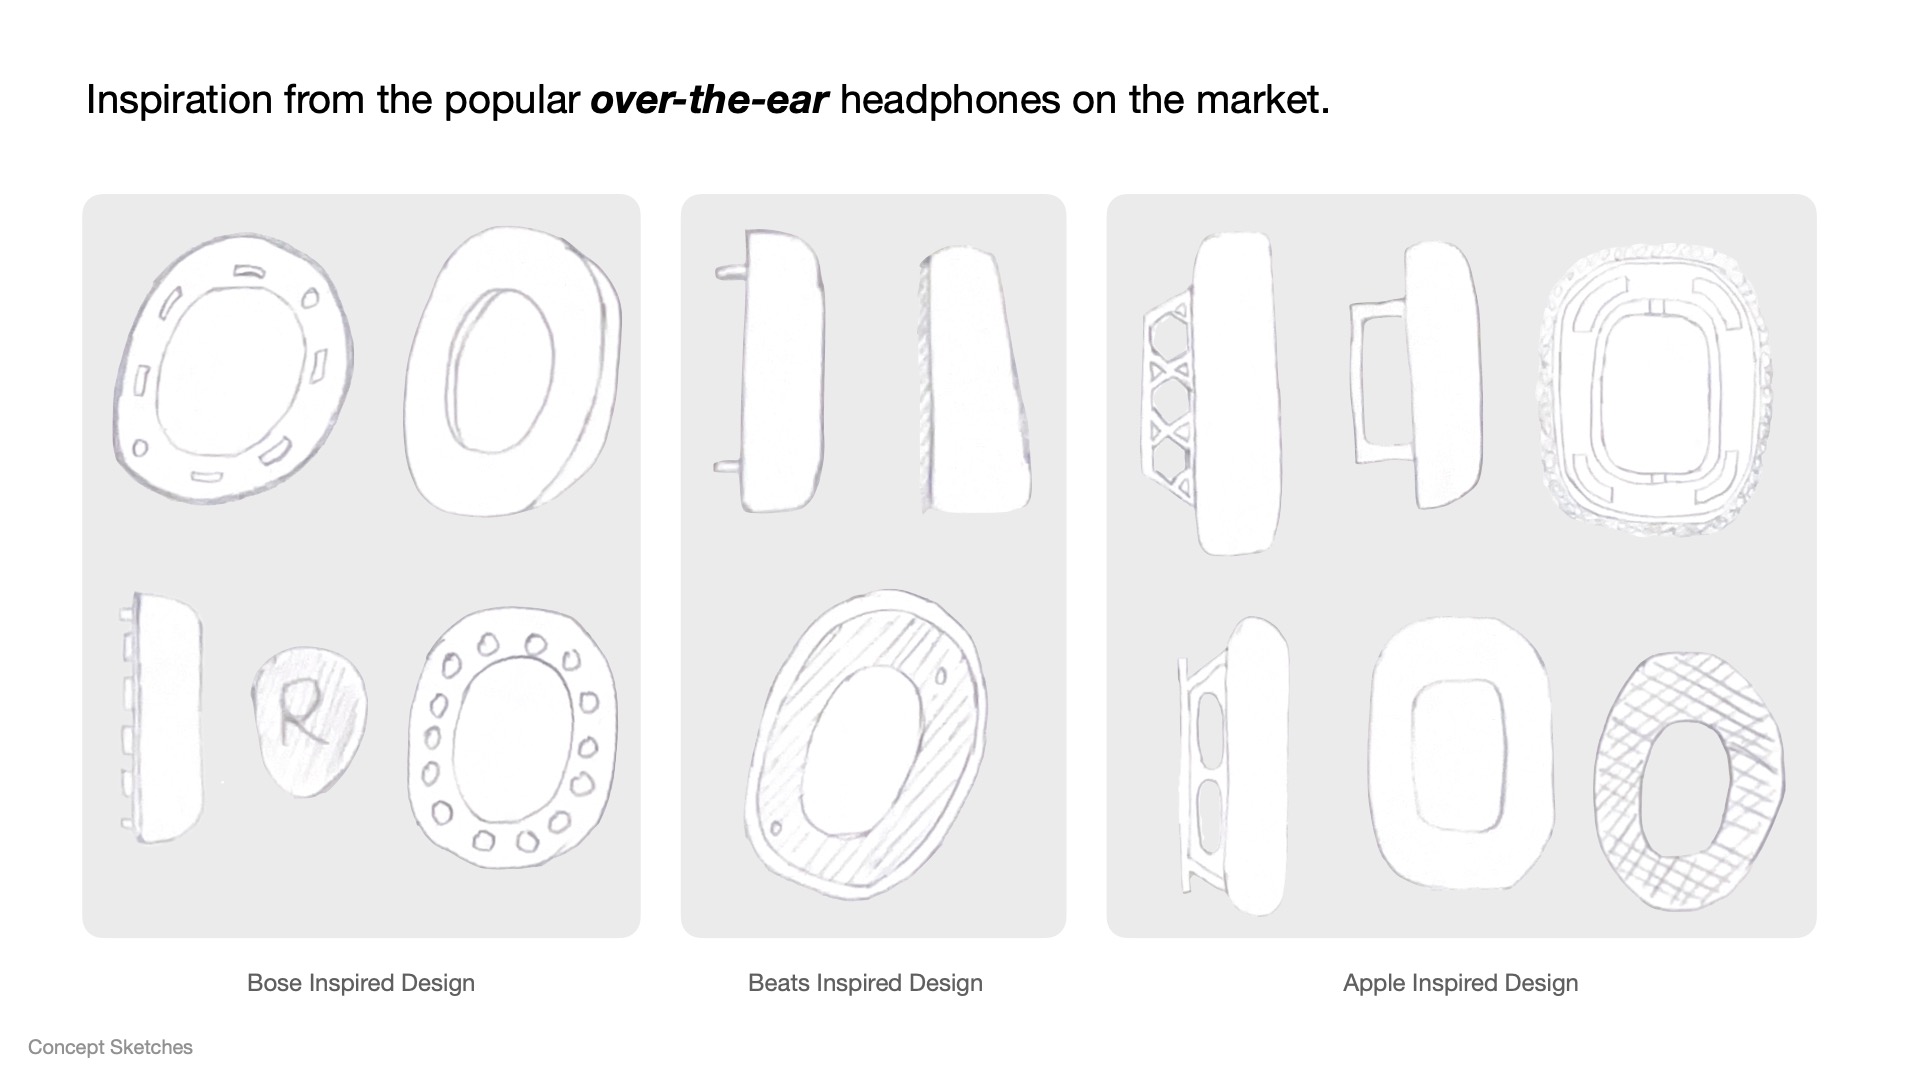 Inspiration from the popular over-the-ear headphones on the market.
R
Bose Inspired Design
Beats Inspired Design
Apple Inspired Design
Concept Sketches